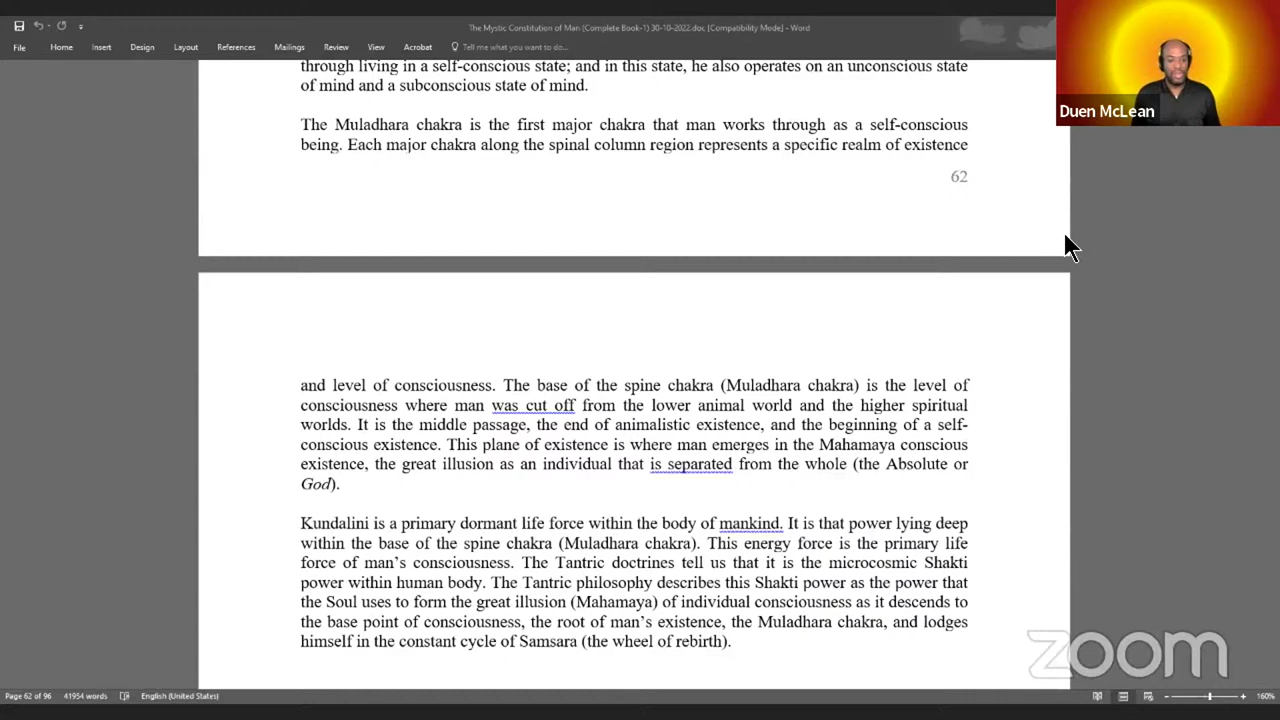 The Mystic Constitution of Man (Complete Book-1) 30-10-2022.doc [Compatibility Mode] - Word
File Home Insert Design Layout References Mailings Review View Acrobat Tell me what you want to do...
Duen McLean
through living in a self-conscious state; and in this state, he also operates on an unconscious state
of mind and a subconscious state of mind.
The Muladhara chakra is the first major chakra that man works through as a self-conscious
being. Each major chakra along the spinal column region represents a specific realm of existence
62
and level of consciousness. The base of the spine chakra (Muladhara chakra) is the level of
consciousness where man was cut off from the lower animal world and the higher spiritual
worlds. It is the middle passage, the end of animalistic existence, and the beginning of a self-
conscious existence. This plane of existence is where man emerges in the Mahamaya conscious
existence, the great illusion as an individual that is separated from the whole (the Absolute or
God).
Kundalini is a primary dormant life force within the body of mankind. It is that power lying deep
within the base of the spine chakra (Muladhara chakra). This energy force is the primary life
force of man’s consciousness. The Tantric doctrines tell us that it is the microcosmic Shakti
power within human body. The Tantric philosophy describes this Shakti power as the power that
the Soul uses to form the great illusion (Mahamaya) of individual consciousness as it descends to
the base point of consciousness, the root of man’s existence, the Muladhara chakra, and lodges
himself in the constant cycle of Samsara (the wheel of rebirth).
zoom
Page 62 of 96 41954 words English (United States) 160%